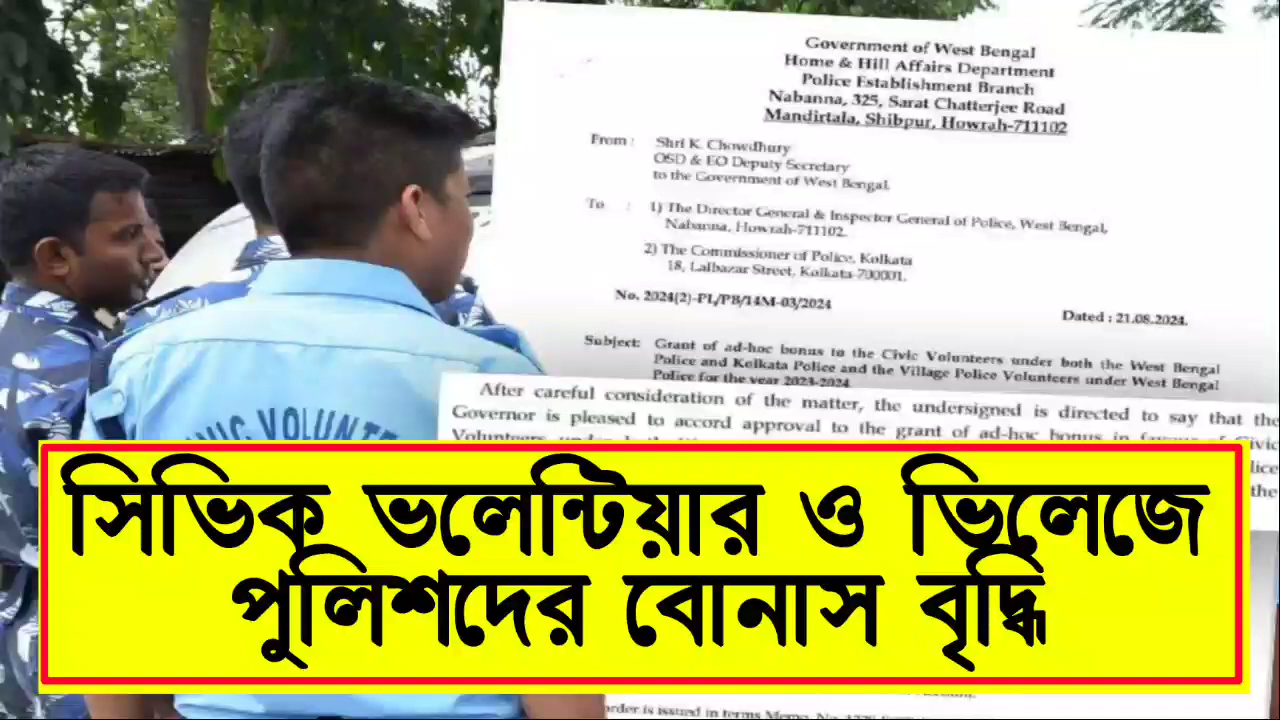 Government of West Bengal
Home & Hill Affairs Department
Police Establishment Branch
Nabanna, 325, Sarat Chatterjee Road
Mandirtala, Shibpur, Howrah-711102
From : Shri K. Chowdhury
OSD & EO Deputy Secretary
to the Government of West Bengal.
To : 1) The Director General & Inspector General of Police, West Bengal,
Nabanna, Howrah-711102.
2) The Commissioner of Police, Kolkata
18, Lalbazar Street, Kolkata-700001.
No. 2024(2)-PL/PB/14M-03/2024
Dated : 21.08.2024.
Subject: Grant of ad-hoc bonus to the Civic Volunteers under both the West Bengal
Police and Kolkata Police and the Village Police Volunteers under West Bengal
Police for the year 2023-2024
After careful consideration of the matter, the undersigned is directed to say that the
Governor is pleased to accord approval to the grant of ad-hoc bonus in favour of Civic
সিভিক ভলেন্টিয়ার ও ভিলেজে
পুলিশদের বোনাস বৃদ্ধি
order is issued in terms Memo. No.